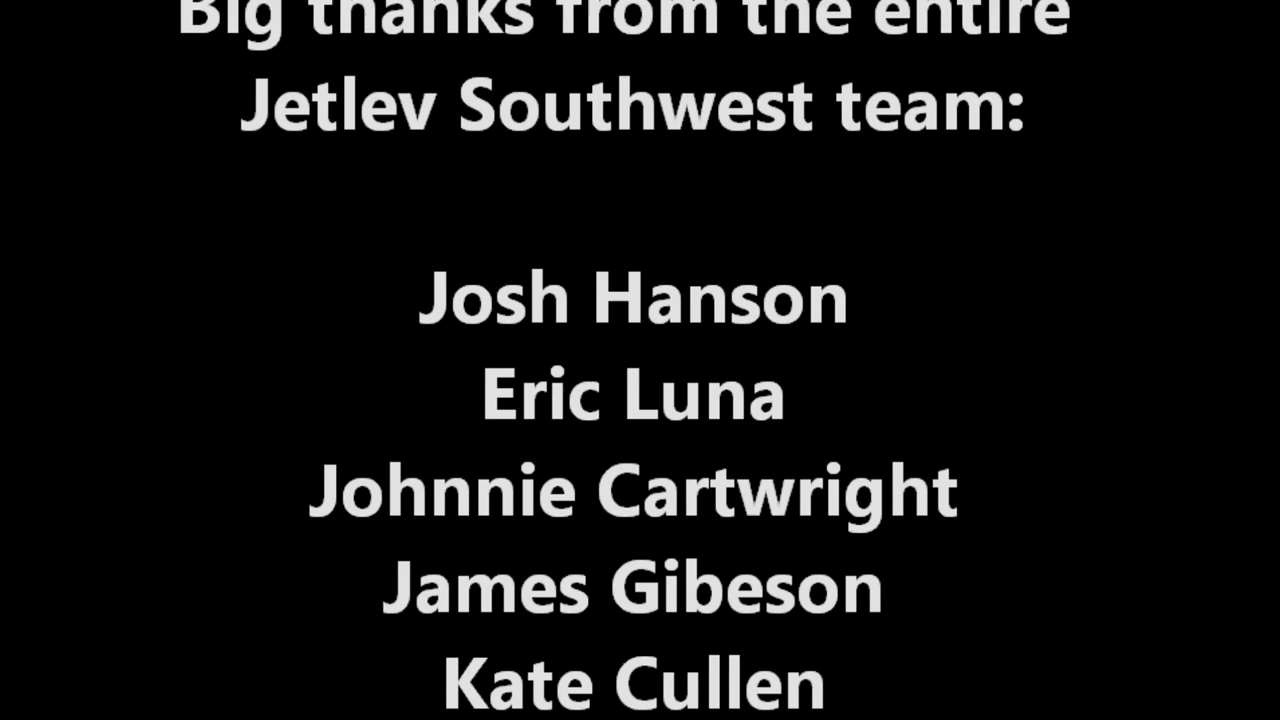 Big thanks from the entire
Jetlev Southwest team:
Josh Hanson
Eric Luna
Johnnie Cartwright
James Gibeson
Kate Cullen